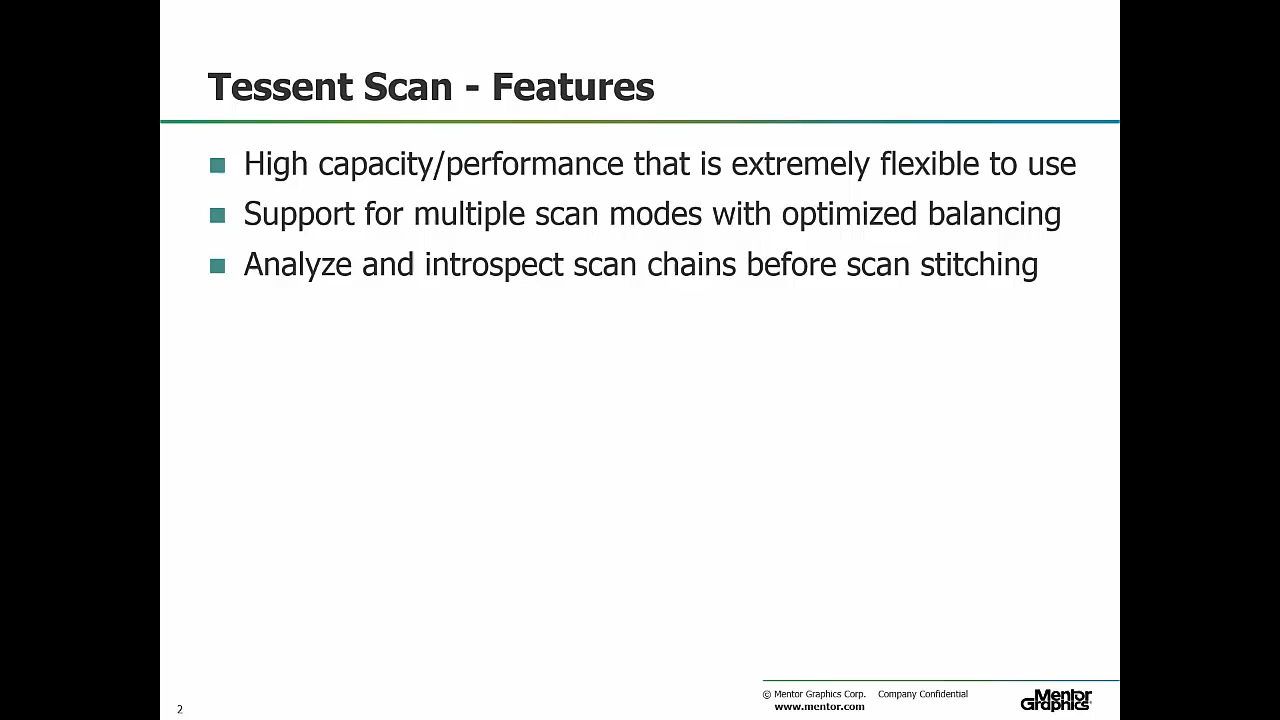 Tessent Scan - Features
High capacity/performance that is extremely flexible to use
Support for multiple scan modes with optimized balancing
Analyze and introspect scan chains before scan stitching
2
© Mentor Graphics Corp. Company Confidential
www.mentor.com
Mentor
Graphics